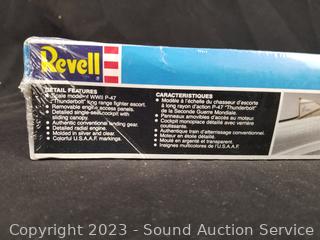 Revell
DETAIL FEATURES
• Scale model of WWII P-47
"Thunderbolt" long range fighter escort.
• Removable engine access panels.
• Detailed single-seat cockpit with
sliding canopy.
• Authentic conventional landing gear.
• Detailed radial engine.
• Molded in silver and clear.
• Colorful U.S.A.A.F. markings.
CARACTERISTIQUES
• Modèle à l'échelle du chasseur d'escorte
à long rayon d'action P-47 "Thunderbolt"
de la Seconde Guerre Mondiale.
• Panneaux amovibles d'accès au moteur.
• Cockpit monoplace détaillé avec verrière
coulissante.
• Authentique train d'atterrissage conventionnel.
• Moteur en étoile détaillé.
• Moulé en argenté et transparent.
• Insignes multicolores de l'U.S.A.A.F.
Copyright 2023 - Sound Auction Service